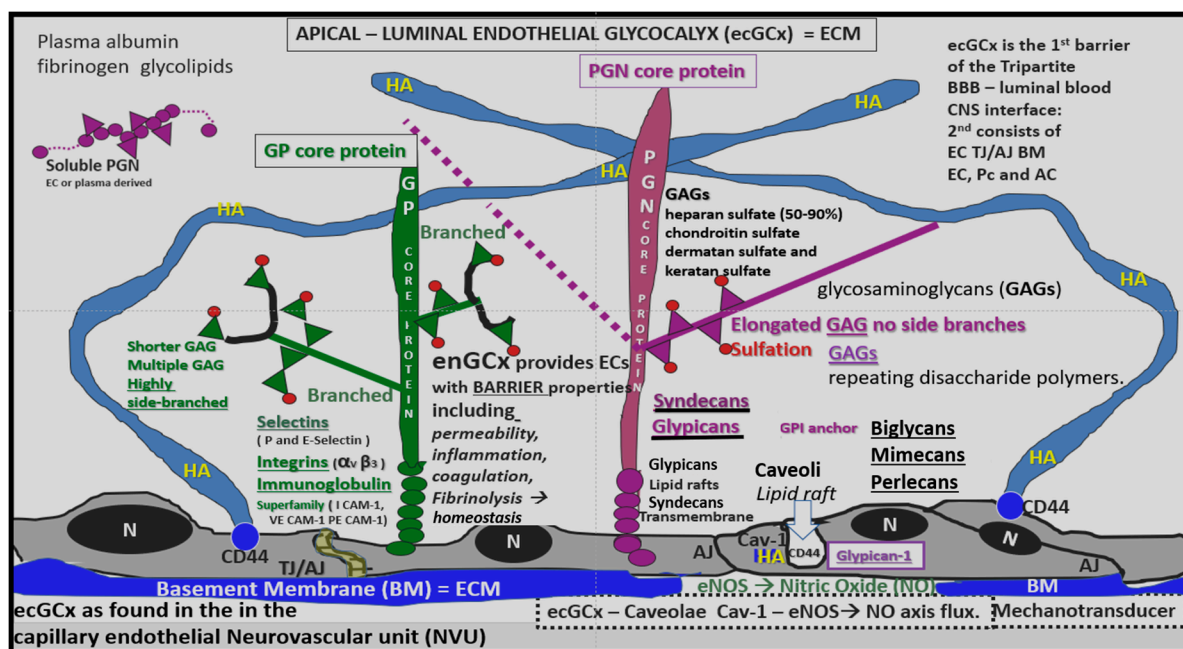 APICAL – LUMINAL ENDOTHELIAL GLYCOCALYX (ecGCx) = ECM
Plasma albumin
fibrinogen glycolipids
Soluble PGN
EC or plasma derived
HA
PGN core protein
HA
ecGCx is the 1st barrier
of the Tripartite
BBB – luminal blood
CNS interface:
2nd consists of
EC TJ/AJ BM
EC, Pc and AC
GP core protein
HA
HA
GP CORE PROTEIN
PGN CORE PROTEIN
GAGs
heparan sulfate (50-90%)
chondroitin sulfate
dermatan sulfate and
keratan sulfate
Branched
HA
glycosaminoglycans (GAGs)
Elongated GAG no side branches
Sulfation
GAGs
repeating disaccharide polymers.
Shorter GAG
Multiple GAG
Highly
side-branched
Branched
enGCx provides ECs
with BARRIER properties
including
permeability,
inflammation,
coagulation,
Fibrinolysis →
homeostasis
Selectins
( P and E-Selectin )
Integrins (αv β3)
Immunoglobulin
Superfamily ( I CAM-1,
VE CAM-1 PE CAM-1)
Syndecans
Glypicans
GPI anchor
Biglycans
Mimecans
Perlecans
Glypicans
Lipid rafts
Syndecans
Transmembrane
Caveoli
Lipid raft
HA
HA
CD44
CD44
N
N
N
N
TJ/AJ
AJ
Cav-1
HA
CD44
Glypican-1
AJ
Basement Membrane (BM) = ECM
eNOS → Nitric Oxide (NO)
BM
ecGCx as found in the in the
capillary endothelial Neurovascular unit (NVU)
ecGCx – Caveolae Cav-1 – eNOS→ NO axis flux.
Mechanotransducer